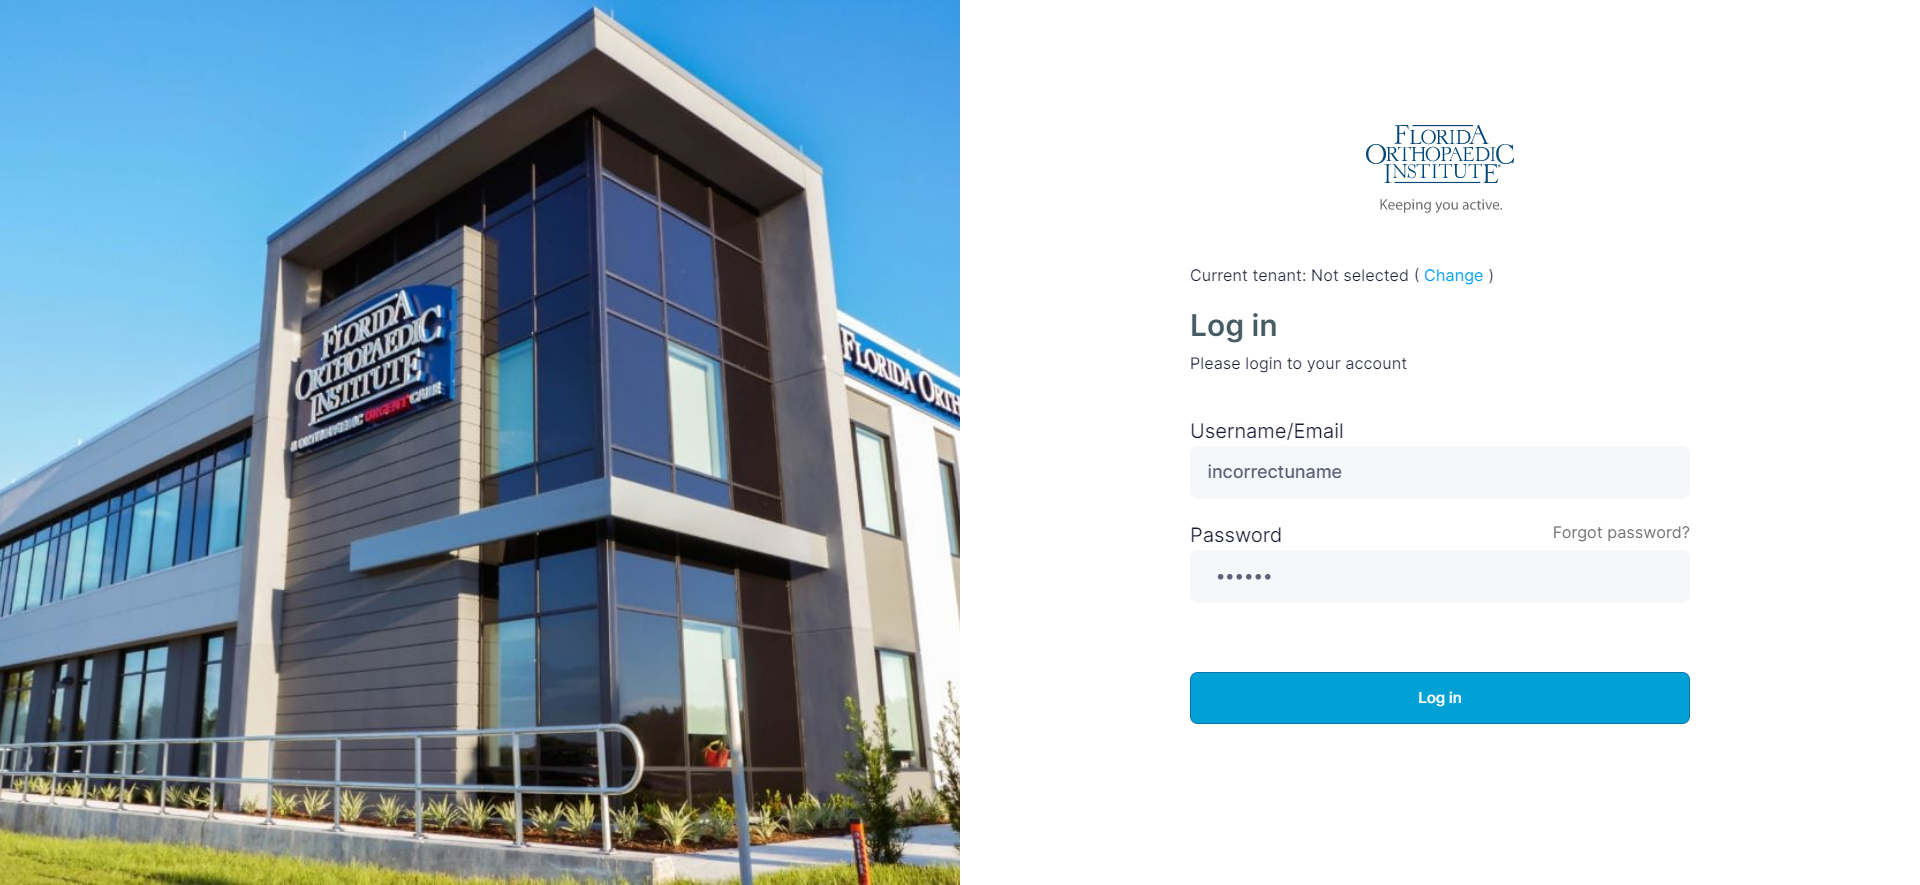 FLORIDA
ORTHOPAEDIC
INSTITUTE
URGENT CARE
FLORIDA ORTH
FLORIDA
ORTHOPAEDIC
INSTITUTE
Keeping you active.
Current tenant: Not selected ( Change )
Log in
Please login to your account
Username/Email
incorrectuname
Password
Forgot password?
••••••
Log in